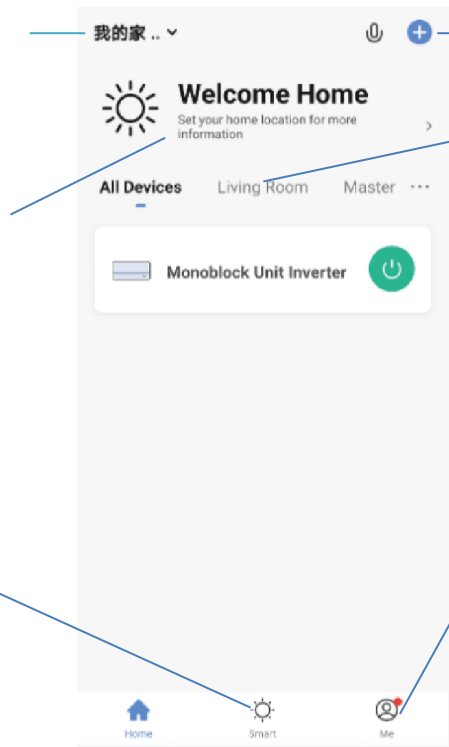 我的家 ..
Welcome Home
Set your home location for more
information
All Devices Living Room Master ...
Monoblock Unit Inverter
Home Smart Me